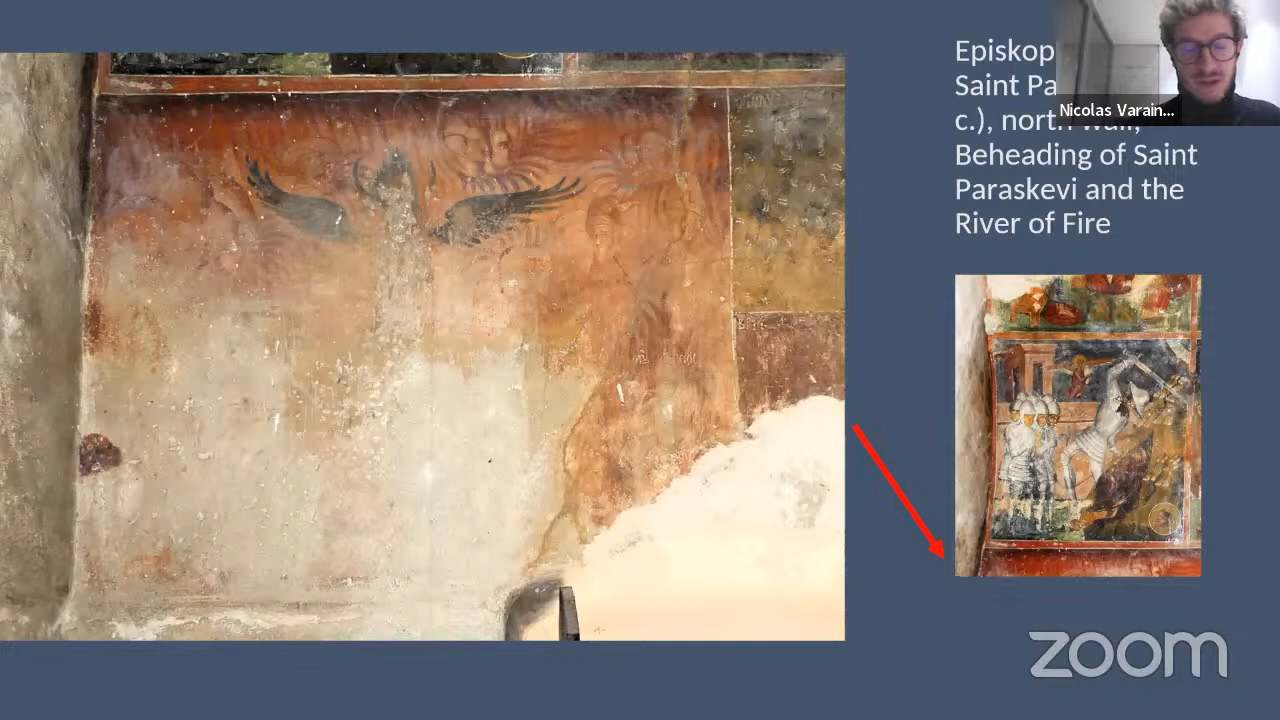 Episkop
Saint Pa
c.), north wall,
Beheading of Saint
Paraskevi and the
River of Fire
Nicolas Varain...
zoom